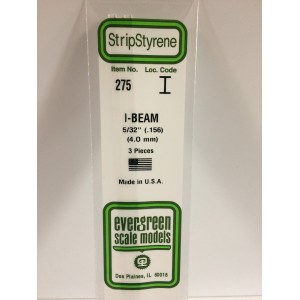 StripStyrene
Item No. Loc. Code
275
I-BEAM
5/32" (.156)
(4.0 mm)
3 Pieces
Made in U.S.A.
evergreen
scale models
Des Plaines, IL 60018